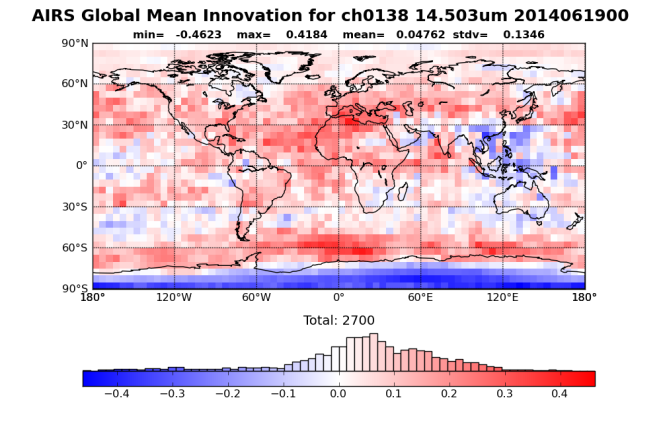 AIRS Global Mean Innovation for ch0138 14.503um 2014061900
min= -0.4623 max= 0.4184 mean= 0.04762 stdv= 0.1346
90°N
60°N
30°N
0°
30°S
60°S
90°S
180° 120°W 60°W 0° 60°E 120°E 180°
Total: 2700
−0.4 −0.3 −0.2 −0.1 0.0 0.1 0.2 0.3 0.4